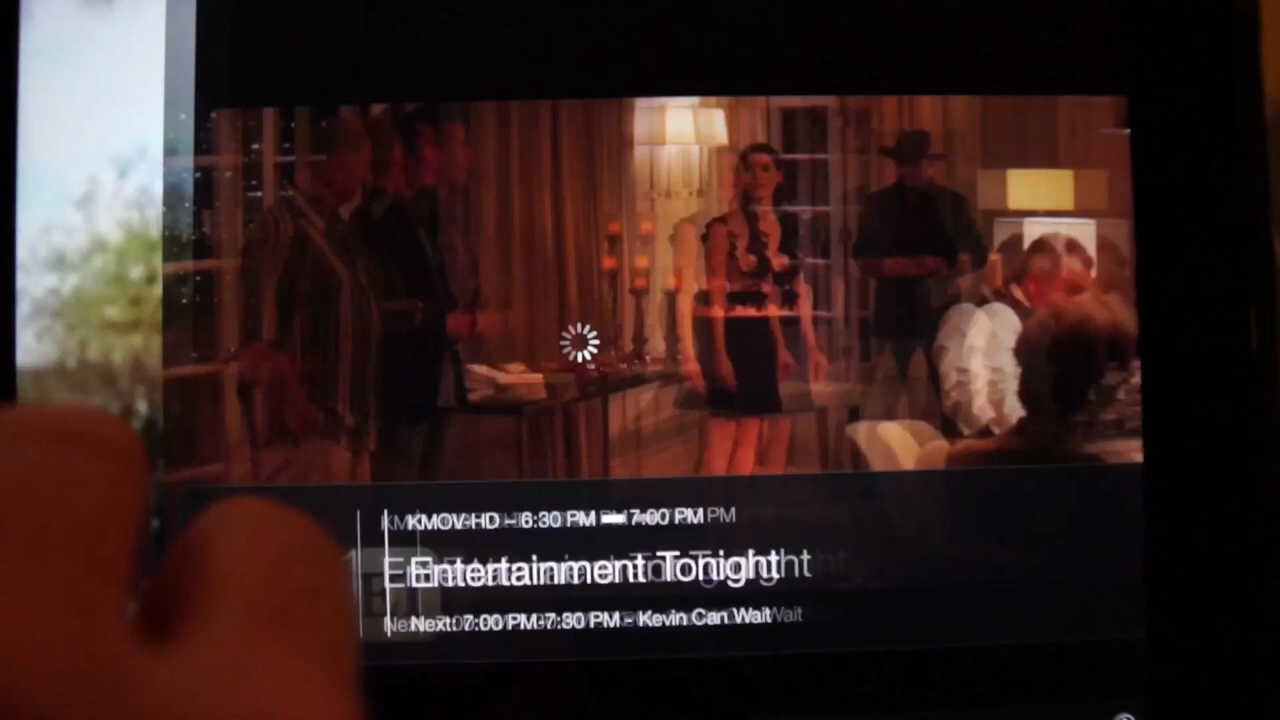 KMOV-HD – 6:30 PM – 7:00 PM
Entertainment Tonight
Next: 7:00 PM-7:30 PM - Kevin Can Wait